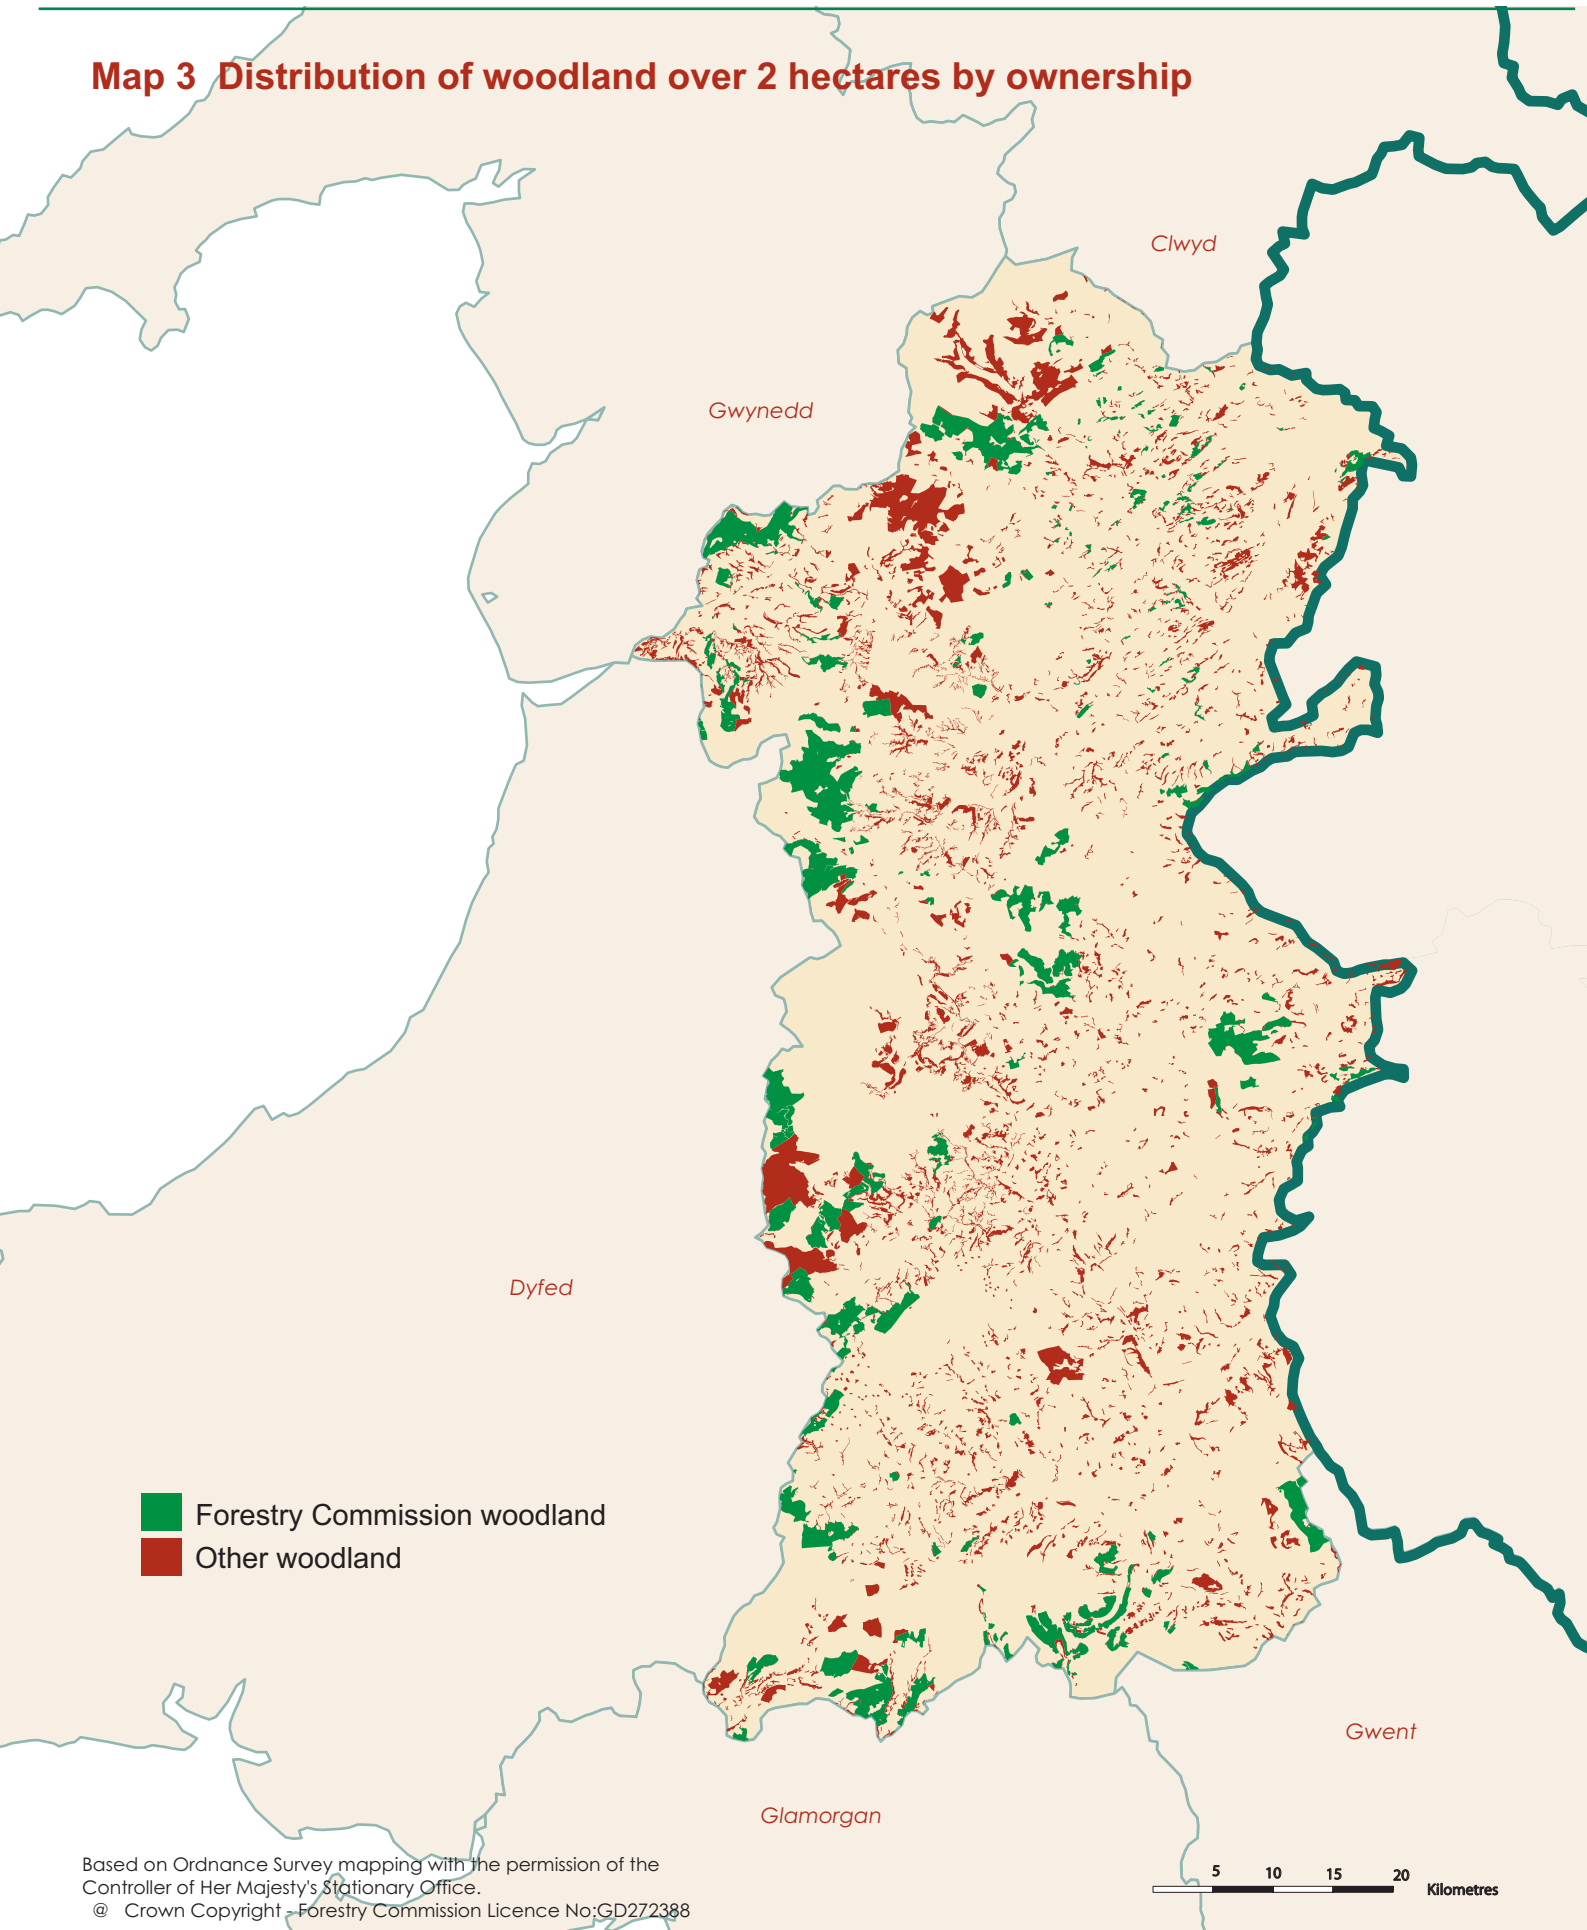 Map 3 Distribution of woodland over 2 hectares by ownership
Clwyd
Gwynedd
Dyfed
Forestry Commission woodland
Other woodland
Gwent
Glamorgan
Based on Ordnance Survey mapping with the permission of the
Controller of Her Majesty's Stationary Office.
@ Crown Copyright - Forestry Commission Licence No:GD272388
5 10 15 20
Kilometres